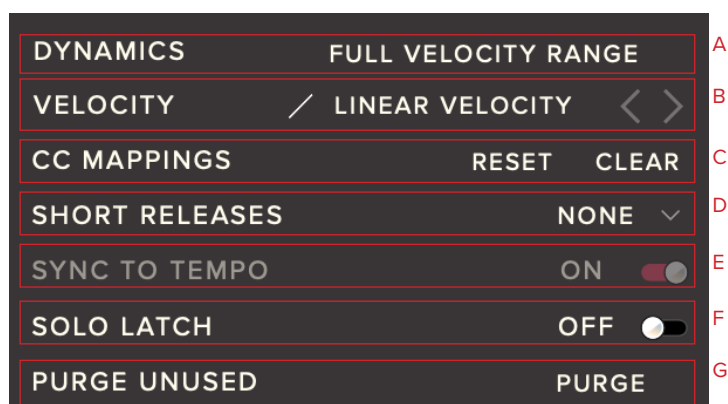 DYNAMICS FULL VELOCITY RANGE A
VELOCITY LINEAR VELOCITY B
CC MAPPINGS RESET CLEAR C
SHORT RELEASES NONE D
SYNC TO TEMPO ON E
SOLO LATCH OFF F
PURGE UNUSED PURGE G